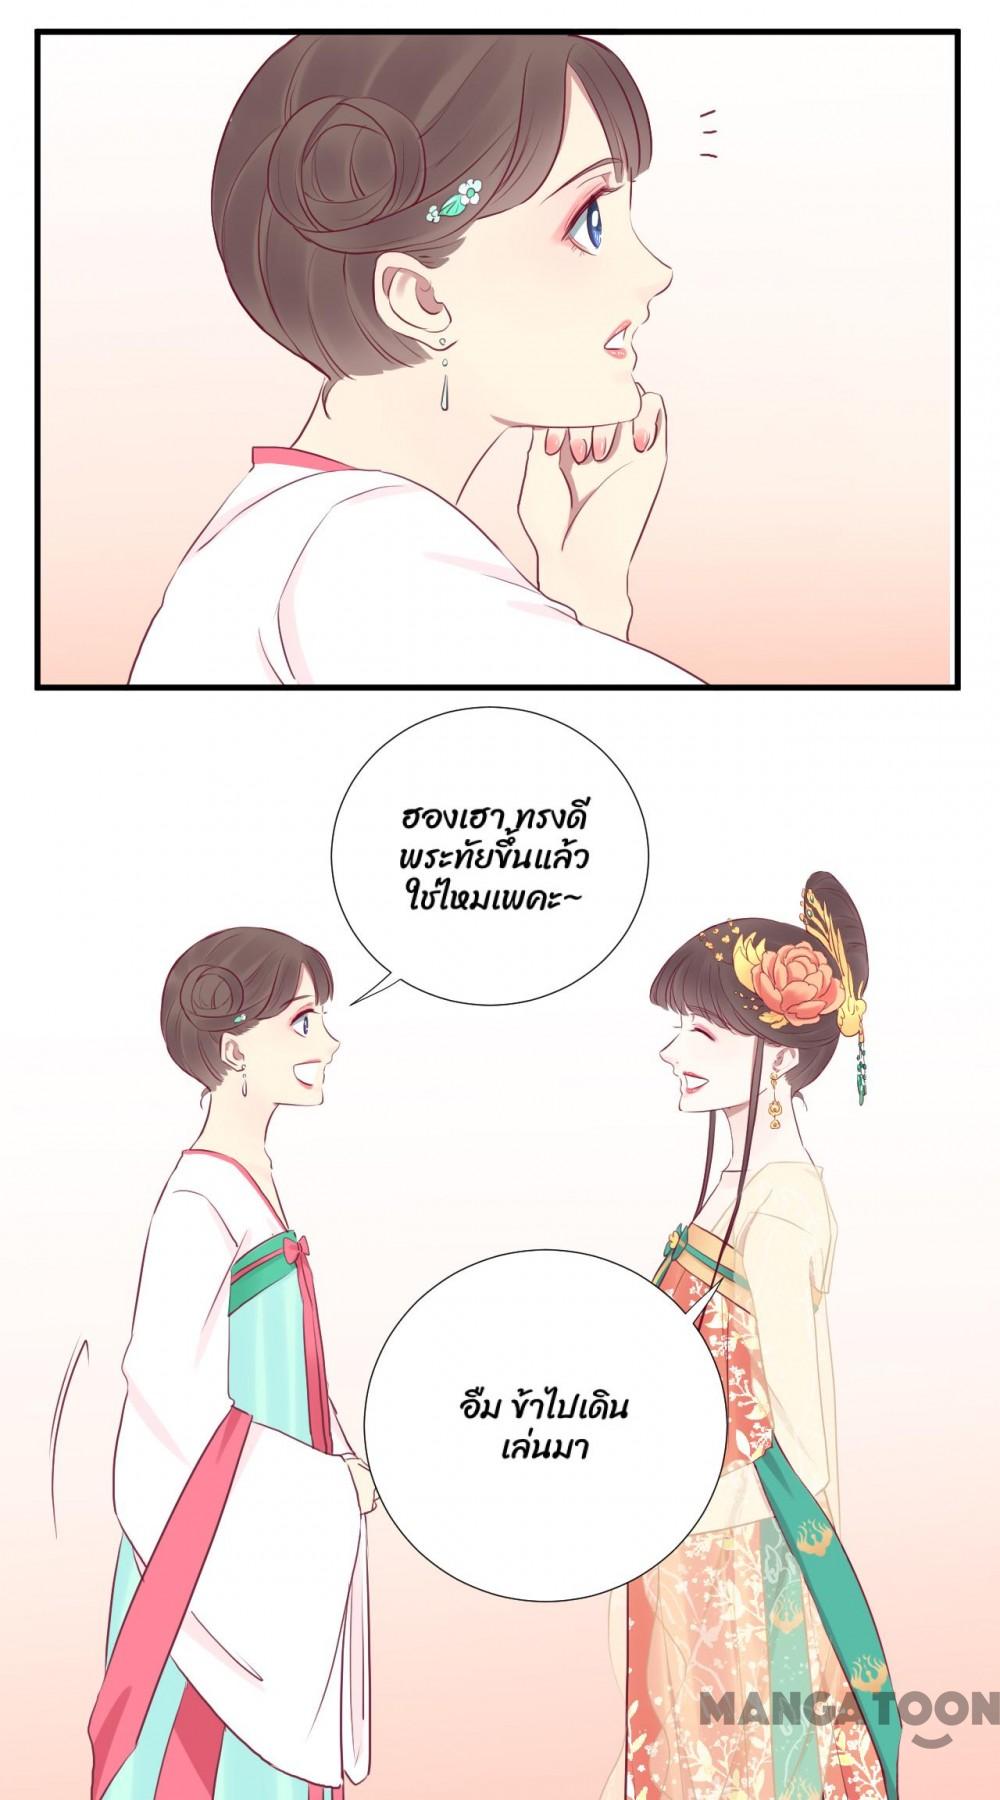 ฮองเฮา ทรงดี
พระทัยขึ้นแล้ว
ใช่ไหมเพคะ~
อืม ข้าไปเดิน
เล่นมา
MANGATOON